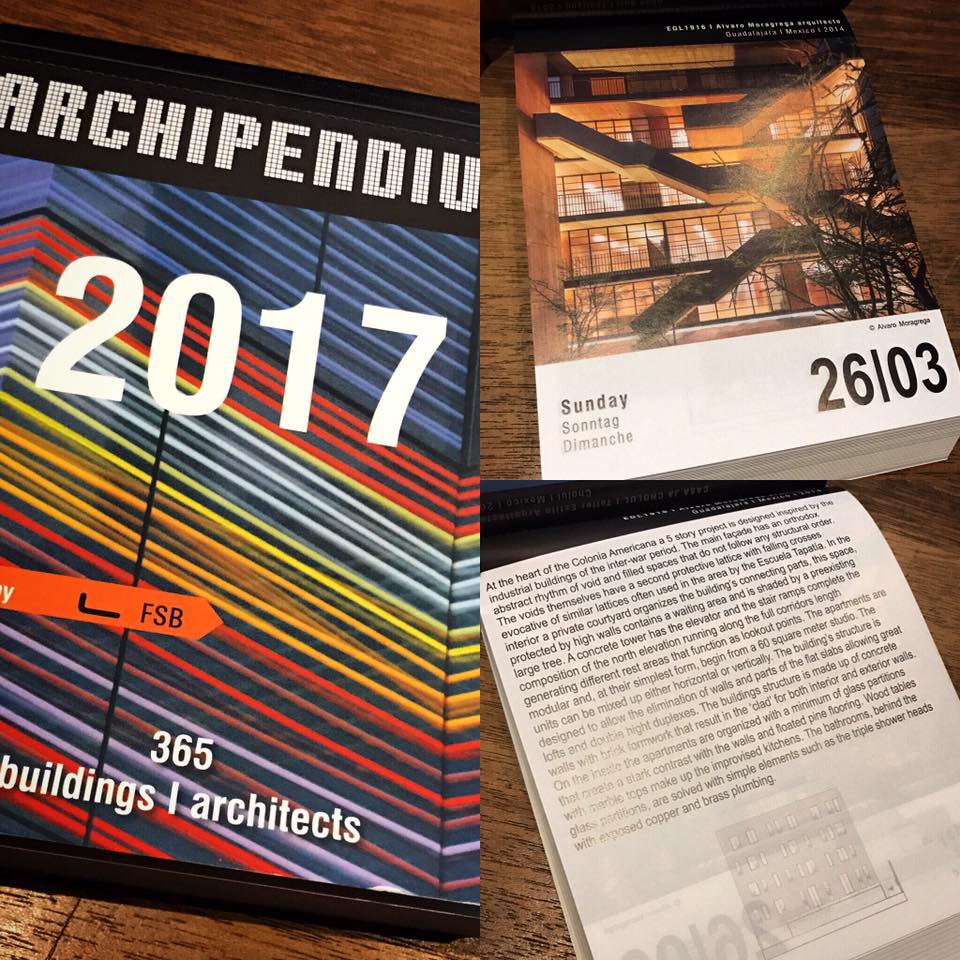 ARCHIPENDIU
2017
FSB
365
buildings | architects
EGL1916 | Alvaro Moragrega arquitecto
Guadalajara | Mexico | 2014
© Alvaro Moragrega
26|03
Sunday
Sonntag
Dimanche
CASA JA CHOLUL | Taller Estilo Arquitectura
Cholul | Mexico | 20
EGL1916 |
Guadalajara | Mexico | 2014
At the heart of the Colonia Americana a 5 story project is designed inspired by the
industrial buildings of the inter-war period. The main façade has an orthodox
abstract rhythm of void and filled spaces that do not follow any structural order.
The voids themselves have a second protective lattice with falling crosses
evocative of similar lattices often used in the area by the Escuela Tapatía. In the
interior a private courtyard organizes the building's connecting parts, this space,
protected by high walls contains a waiting area and is shaded by a preexisting
large tree. A concrete tower has the elevator and the stair ramps complete the
composition of the north elevation running along the full corridors length
generating different rest areas that function as lookout points. The apartments are
modular and, at their simplest form, begin from a 60 square meter studio. The
units can be mixed up either horizontal or vertically. The building's structure is
designed to allow the elimination of walls and parts of the flat slabs allowing great
lofts and double hight duplexes. The buildings structure is made up of concrete
walls with brick formwork that result in the 'clad' for both interior and exterior walls.
On the inside the apartments are organized with a minimum of glass partitions
that create a stark contrast with the walls and floated pine flooring. Wood tables
with marble tops make up the improvised kitchens. The bathrooms, behind the
glass partitions, are solved with simple elements such as the triple shower heads
with exposed copper and brass plumbing.